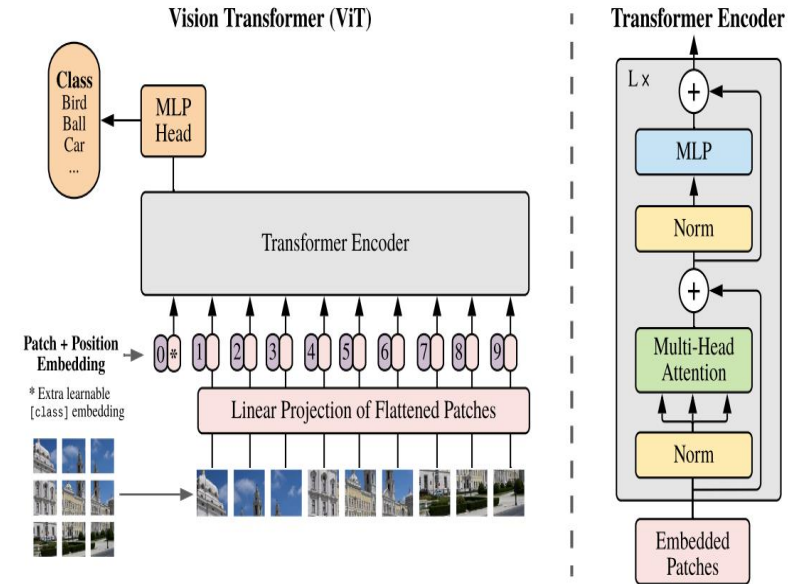 Vision Transformer (ViT)
Class
Bird
Ball
Car
...
MLP
Head
Transformer Encoder
Patch + Position
Embedding
0 * 1 2 3 4 5 6 7 8 9
* Extra learnable
[class] embedding
Linear Projection of Flattened Patches
Transformer Encoder
L ×
+
MLP
Norm
+
Multi-Head
Attention
Norm
Embedded
Patches